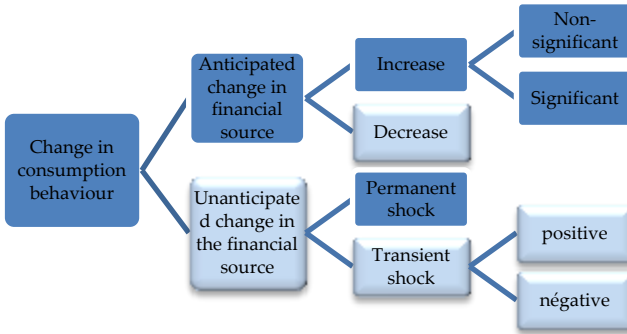 Change in
consumption
behaviour
Anticipated
change in
financial
source
Increase
Non-
significant
Significant
Decrease
Unanticipate
d change in
the financial
source
Permanent
shock
Transient
shock
positive
négative